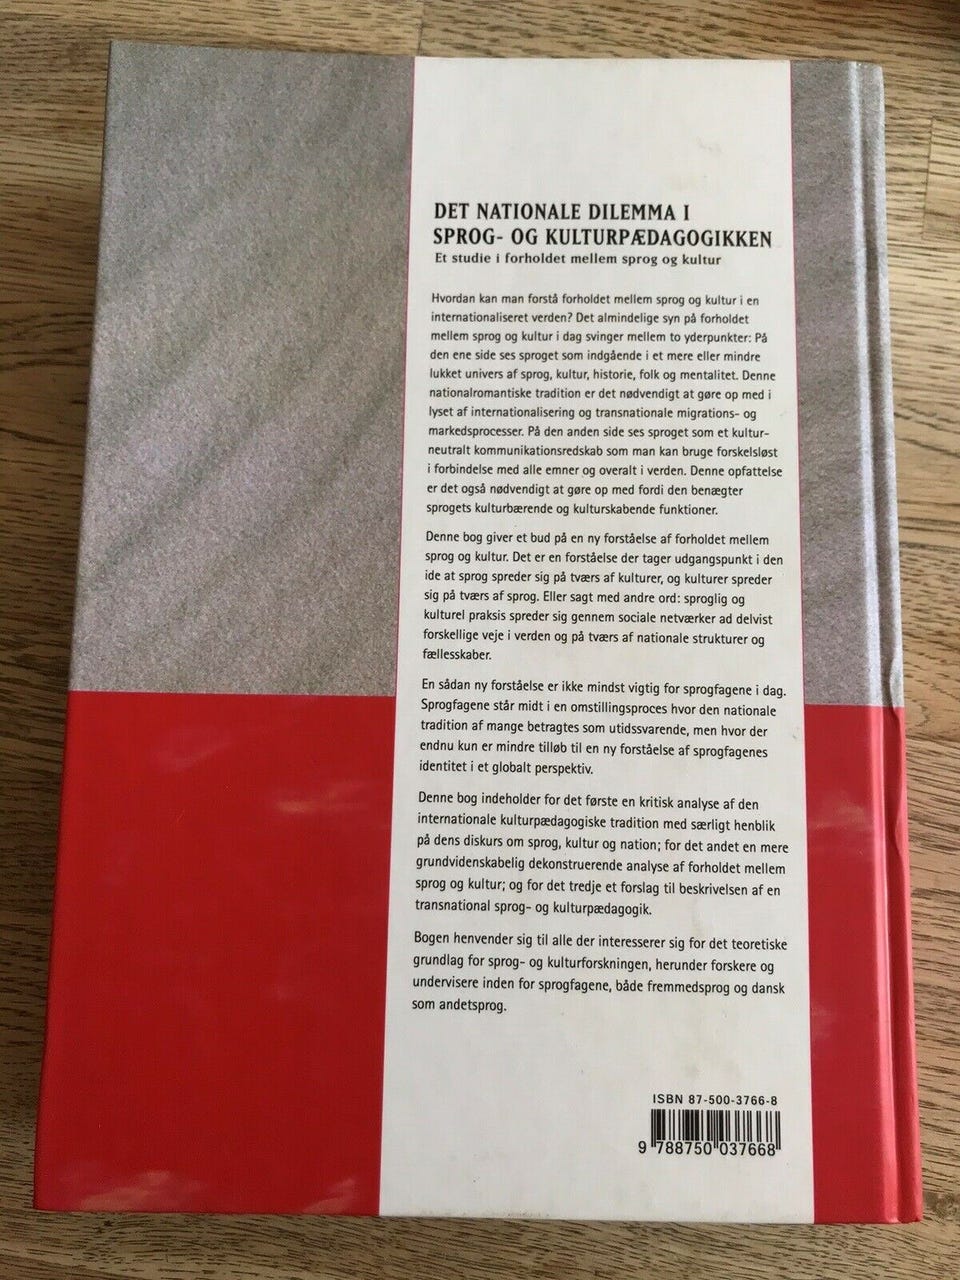 DET NATIONALE DILEMMA I
SPROG- OG KULTURPÆDAGOGIKKEN
Et studie i forholdet mellem sprog og kultur
Hvordan kan man forstå forholdet mellem sprog og kultur i en
internationaliseret verden? Det almindelige syn på forholdet
mellem sprog og kultur i dag svinger mellem to yderpunkter: På
den ene side ses sproget som indgående i et mere eller mindre
lukket univers af sprog, kultur, historie, folk og mentalitet. Denne
nationalromantiske tradition er det nødvendigt at gøre op med i
lyset af internationalisering og transnationale migrations- og
markedsprocesser. På den anden side ses sproget som et kultur-
neutralt kommunikationsredskab som man kan bruge forskelsløst
i forbindelse med alle emner og overalt i verden. Denne opfattelse
er det også nødvendigt at gøre op med fordi den benægter
sprogets kulturbærende og kulturskabende funktioner.
Denne bog giver et bud på en ny forståelse af forholdet mellem
sprog og kultur. Det er en forståelse der tager udgangspunkt i den
ide at sprog spreder sig på tværs af kulturer, og kulturer spreder
sig på tværs af sprog. Eller sagt med andre ord: sproglig og
kulturel praksis spreder sig gennem sociale netværker ad delvist
forskellige veje i verden og på tværs af nationale strukturer og
fællesskaber.
En sådan ny forståelse er ikke mindst vigtig for sprogfagene i dag.
Sprogfagene står midt i en omstillingsproces hvor den nationale
tradition af mange betragtes som utidssvarende, men hvor der
endnu kun er mindre tilløb til en ny forståelse af sprogfagenes
identitet i et globalt perspektiv.
Denne bog indeholder for det første en kritisk analyse af den
internationale kulturpædagogiske tradition med særligt henblik
på dens diskurs om sprog, kultur og nation; for det andet en mere
grundvidenskabelig dekonstruerende analyse af forholdet mellem
sprog og kultur; og for det tredje et forslag til beskrivelsen af en
transnational sprog- og kulturpædagogik.
Bogen henvender sig til alle der interesserer sig for det teoretiske
grundlag for sprog- og kulturforskningen, herunder forskere og
undervisere inden for sprogfagene, både fremmedsprog og dansk
som andetsprog.
ISBN 87-500-3766-8
9 788750 037668